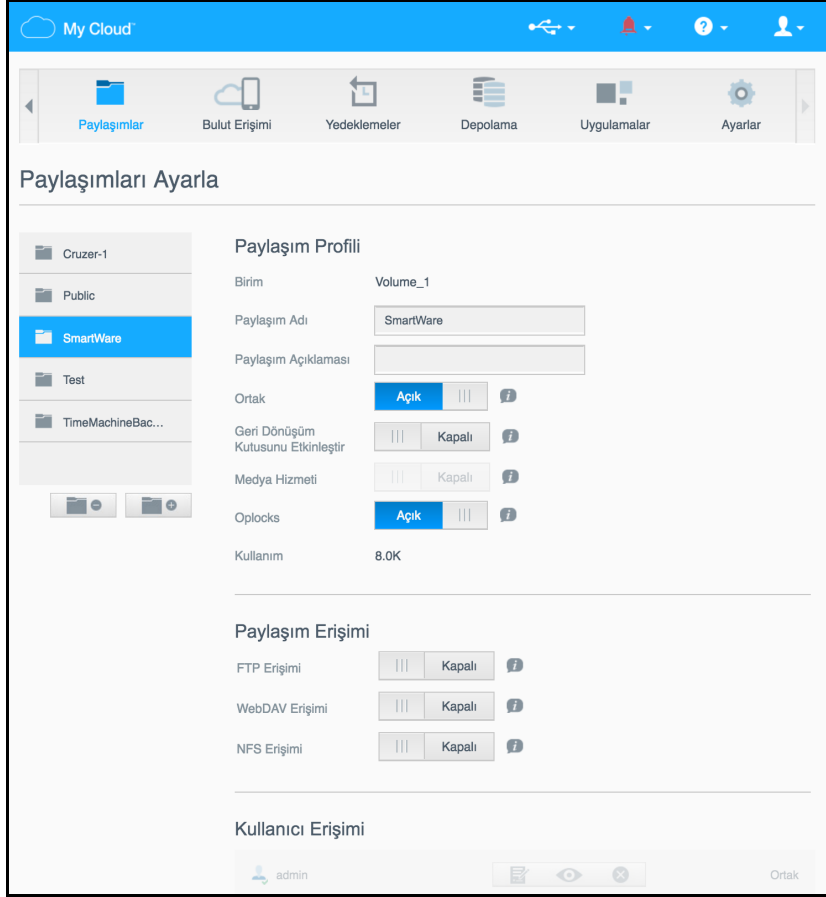 My Cloud™
Paylaşımlar Bulut Erişimi Yedeklemeler Depolama Uygulamalar Ayarlar
Paylaşımları Ayarla
Cruzer-1
Public
SmartWare
Test
TimeMachineBac...
Paylaşım Profili
Birim Volume_1
Paylaşım Adı SmartWare
Paylaşım Açıklaması
Ortak Açık
Geri Dönüşüm
Kutusunu Etkinleştir Kapalı
Medya Hizmeti Kapalı
Oplocks Açık
Kullanım 8.0K
Paylaşım Erişimi
FTP Erişimi Kapalı
WebDAV Erişimi Kapalı
NFS Erişimi Kapalı
Kullanıcı Erişimi
admin Ortak